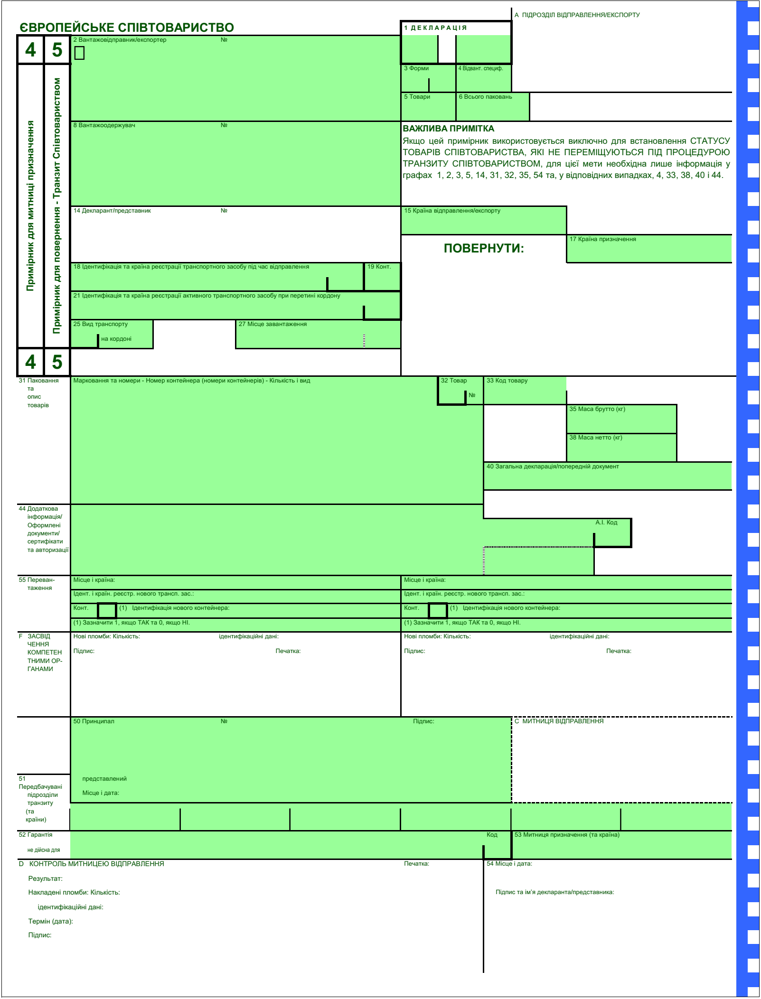 A ПІДРОЗДІЛ ВІДПРАВЛЕННЯ/ЕКСПОРТУ
ЄВРОПЕЙСЬКЕ СПІВТОВАРИСТВО
1 ДЕКЛАРАЦІЯ
4 5
2 Вантажовідправник/експортер №
3 Форми
4 Відвант. специф.
5 Товари
6 Всього паковань
Примірник для митниці призначення
Примірник для повернення - Транзит Співтовариством
8 Вантажоодержувач №
ВАЖЛИВА ПРИМІТКА
Якщо цей примірник використовується виключно для встановлення СТАТУСУ
ТОВАРІВ СПІВТОВАРИСТВА, ЯКІ НЕ ПЕРЕМІЩУЮТЬСЯ ПІД ПРОЦЕДУРОЮ
ТРАНЗИТУ СПІВТОВАРИСТВОМ, для цієї мети необхідна лише інформація у
графах 1, 2, 3, 5, 14, 31, 32, 35, 54 та, у відповідних випадках, 4, 33, 38, 40 і 44.
14 Декларант/представник №
15 Країна відправлення/експорту
17 Країна призначення
ПОВЕРНУТИ:
18 Ідентифікація та країна реєстрації транспортного засобу під час відправлення
19 Конт.
21 Ідентифікація та країна реєстрації активного транспортного засобу при перетині кордону
25 Вид транспорту
на кордоні
27 Місце завантаження
4 5
31 Паковання
та
опис
товарів
Марковання та номери - Номер контейнера (номери контейнерів) - Кількість і вид
32 Товар
№
33 Код товару
35 Маса брутто (кг)
38 Маса нетто (кг)
40 Загальна декларація/попередній документ
44 Додаткова
інформація/
Оформлені
документи/
сертифікати
та авторизації
А.І. Код
55 Переван-
таження
Місце і країна:
Ідент. і країн. реєстр. нового трансп. зас.:
Конт. (1) Ідентифікація нового контейнера:
(1) Зазначити 1, якщо ТАК та 0, якщо НІ.
Місце і країна:
Ідент. і країн. реєстр. нового трансп. зас.:
Конт. (1) Ідентифікація нового контейнера:
(1) Зазначити 1, якщо ТАК та 0, якщо НІ.
F ЗАСВІД
ЧЕННЯ
КОМПЕТЕН
ТНИМИ ОР-
ГАНАМИ
Нові пломби: Кількість: ідентифікаційні дані:
Підпис: Печатка:
Нові пломби: Кількість: ідентифікаційні дані:
Підпис: Печатка:
50 Принципал № Підпис:
C МИТНИЦЯ ВІДПРАВЛЕННЯ
представлений
Місце і дата:
51
Передбачувані
підрозділи
транзиту
(та
країни)
52 Гарантія
не дійсна для
Код
53 Митниця призначення (та країна)
D КОНТРОЛЬ МИТНИЦЕЮ ВІДПРАВЛЕННЯ
Печатка:
Результат:
Накладені пломби: Кількість:
ідентифікаційні дані:
Термін (дата):
Підпис:
54 Місце і дата:
Підпис та ім’я декларанта/представника: